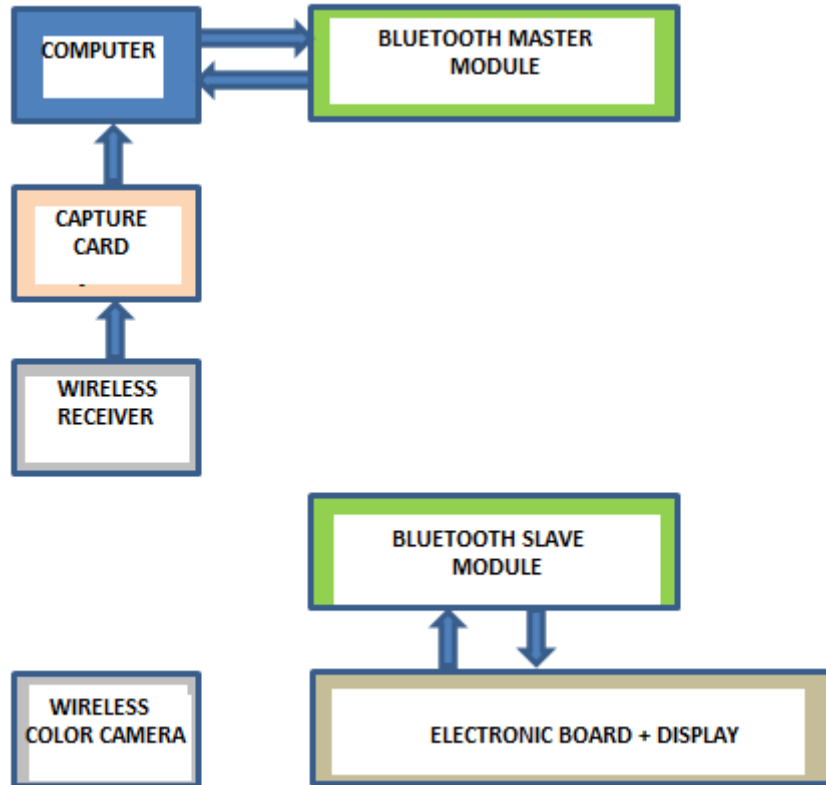 COMPUTER
BLUETOOTH MASTER
MODULE
CAPTURE
CARD
WIRELESS
RECEIVER
BLUETOOTH SLAVE
MODULE
WIRELESS
COLOR CAMERA
ELECTRONIC BOARD + DISPLAY